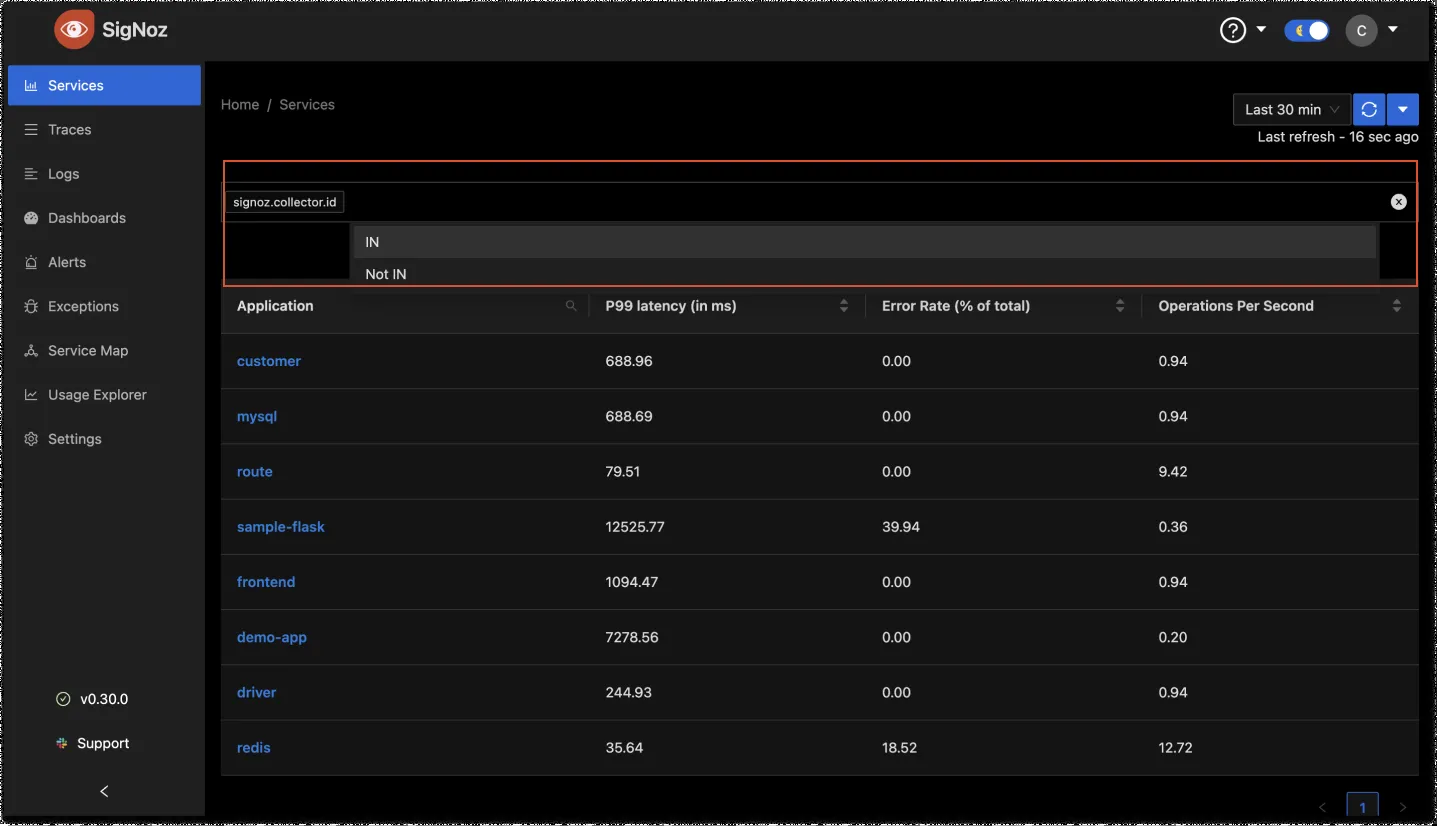 SigNoz
C
Services
Traces
Logs
Dashboards
Alerts
Exceptions
Service Map
Usage Explorer
Settings
v0.30.0
Support
Home / Services
Last 30 min
Last refresh - 16 sec ago
signoz.collector.id
IN
Not IN
Application P99 latency (in ms) Error Rate (% of total) Operations Per Second
customer 688.96 0.00 0.94
mysql 688.69 0.00 0.94
route 79.51 0.00 9.42
sample-flask 12525.77 39.94 0.36
frontend 1094.47 0.00 0.94
demo-app 7278.56 0.00 0.20
driver 244.93 0.00 0.94
redis 35.64 18.52 12.72
1